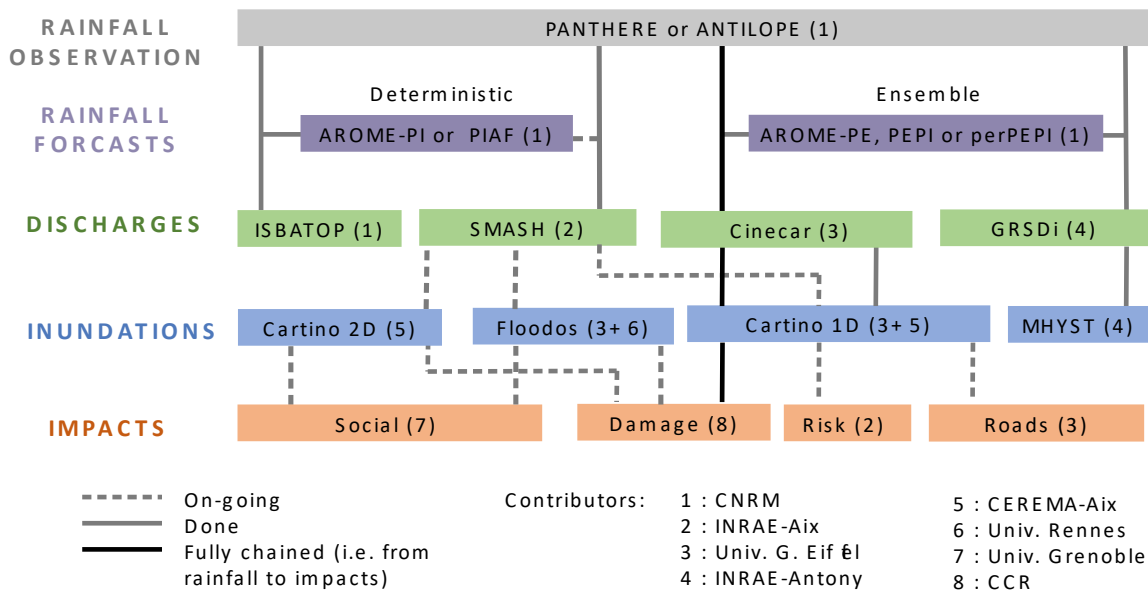 RAINFALL
OBSERVATION
PANTHERE or ANTILOPE (1)
RAINFALL
FORCASTS
Deterministic
AROME-PI or PIAF (1)
Ensemble
AROME-PE, PEPI or perPEPI (1)
DISCHARGES
ISBATOP (1)
SMASH (2)
Cinecar (3)
GRSDi (4)
INUNDATIONS
Cartino 2D (5)
Floodos (3+ 6)
Cartino 1D (3+ 5)
MHYST (4)
IMPACTS
Social (7)
Damage (8)
Risk (2)
Roads (3)
On-going
Done
Fully chained (i.e. from
rainfall to impacts)
Contributors:
1 : CNRM
2 : INRAE-Aix
3 : Univ. G. Eiffel
4 : INRAE-Antony
5 : CEREMA-Aix
6 : Univ. Rennes
7 : Univ. Grenoble
8 : CCR